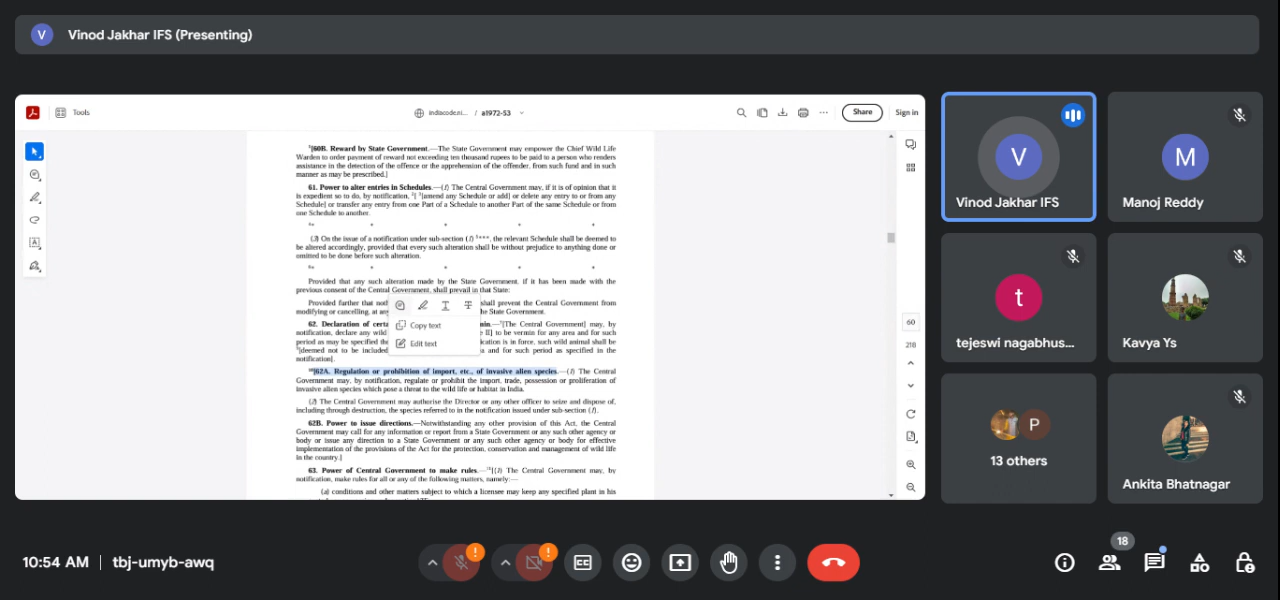 V Vinod Jakhar IFS (Presenting)
Tools
indiacode.ni... / a1972-53
Share
Sign in
[60B. Reward by State Government.—The State Government may empower the Chief Wild Life
Warden to order payment of reward not exceeding ten thousand rupees to be paid to a person who renders
assistance in the detection of the offence or the apprehension of the offender, from such fund and in such
manner as may be prescribed.]
61. Power to alter entries in Schedules.—(1) The Central Government may, if it is of opinion that it
is expedient so to do, by notification, [amend any Schedule or add] or delete any entry to or from any
Schedule] or transfer any entry from one Part of a Schedule to another Part of the same Schedule or from
one Schedule to another.
* * * * *
(3) On the issue of a notification under sub-section (1) ***, the relevant Schedule shall be deemed to
be altered accordingly, provided that every such alteration shall be without prejudice to anything done or
omitted to be done before such alteration.
* * * * *
Provided that any such alteration made by the State Government, if it has been made with the
previous consent of the Central Government, shall prevail in that State:
Provided further that shall prevent the Central Government from
modifying or cancelling, at any the State Government.
62. Declaration of min.—[The Central Government] may, by
notification, declare any wild II] to be vermin for any area and for such
period as may be specified is in force, such wild animal shall be
[deemed not to be included and for such period as specified in the
notification].
Copy text
Edit text
[62A. Regulation or prohibition of import, etc., of invasive alien species.—(1) The Central
Government may, by notification, regulate or prohibit the import, trade, possession or proliferation of
invasive alien species which pose a threat to the wild life or habitat in India.
(2) The Central Government may authorise the Director or any other officer to seize and dispose of,
including through destruction, the species referred to in the notification issued under sub-section (1).
62B. Power to issue directions.—Notwithstanding any other provision of this Act, the Central
Government may call for any information or report from a State Government or any such other agency or
body or issue any direction to a State Government or any such other agency or body for effective
implementation of the provisions of the Act for the protection, conservation and management of wild life
in the country.]
63. Power of Central Government to make rules.—[(1) The Central Government may, by
notification, make rules for all or any of the following matters, namely:—
(a) conditions and other matters subject to which a licensee may keep any specified plant in his
60
218
V
Vinod Jakhar IFS
M
Manoj Reddy
t
tejeswi nagabhus...
Kavya Ys
P
13 others
Ankita Bhatnagar
10:54 AM | tbj-umyb-awq
18